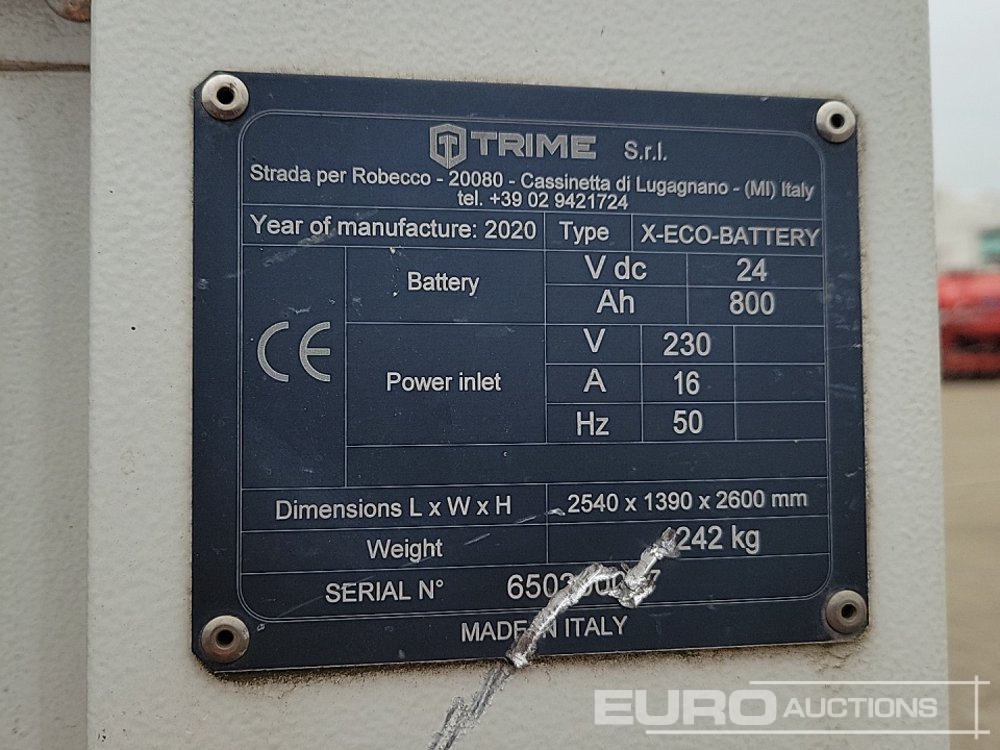 TRIME S.r.l.
Strada per Robecco - 20080 - Cassinetta di Lugagnano - (MI) Italy
tel. +39 02 9421724
Year of manufacture: 2020 Type X-ECO-BATTERY
Battery
V dc 24
Ah 800
CE
Power inlet
V 230
A 16
Hz 50
Dimensions L x W x H 2540 x 1390 x 2600 mm
Weight kg
SERIAL N°
MADE IN ITALY
EURO AUCTIONS